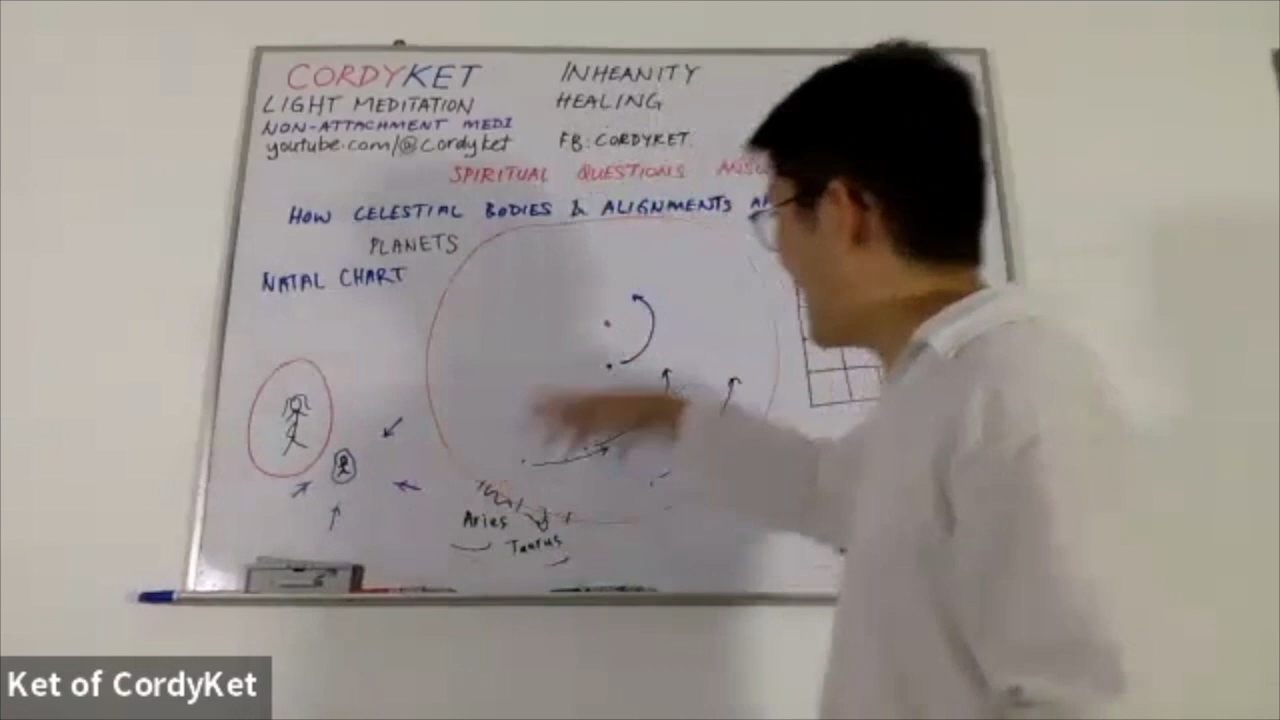 CORDYKET
LIGHT MEDITATION
NON-ATTACHMENT MEDI
youtube.com/@cordyket
INHEANITY
HEALING
FB: CORDYKET
SPIRITUAL QUESTIONS
HOW CELESTIAL BODIES & ALIGNMENTS
PLANETS
NATAL CHART
Aries
Taurus
Ket of CordyKet